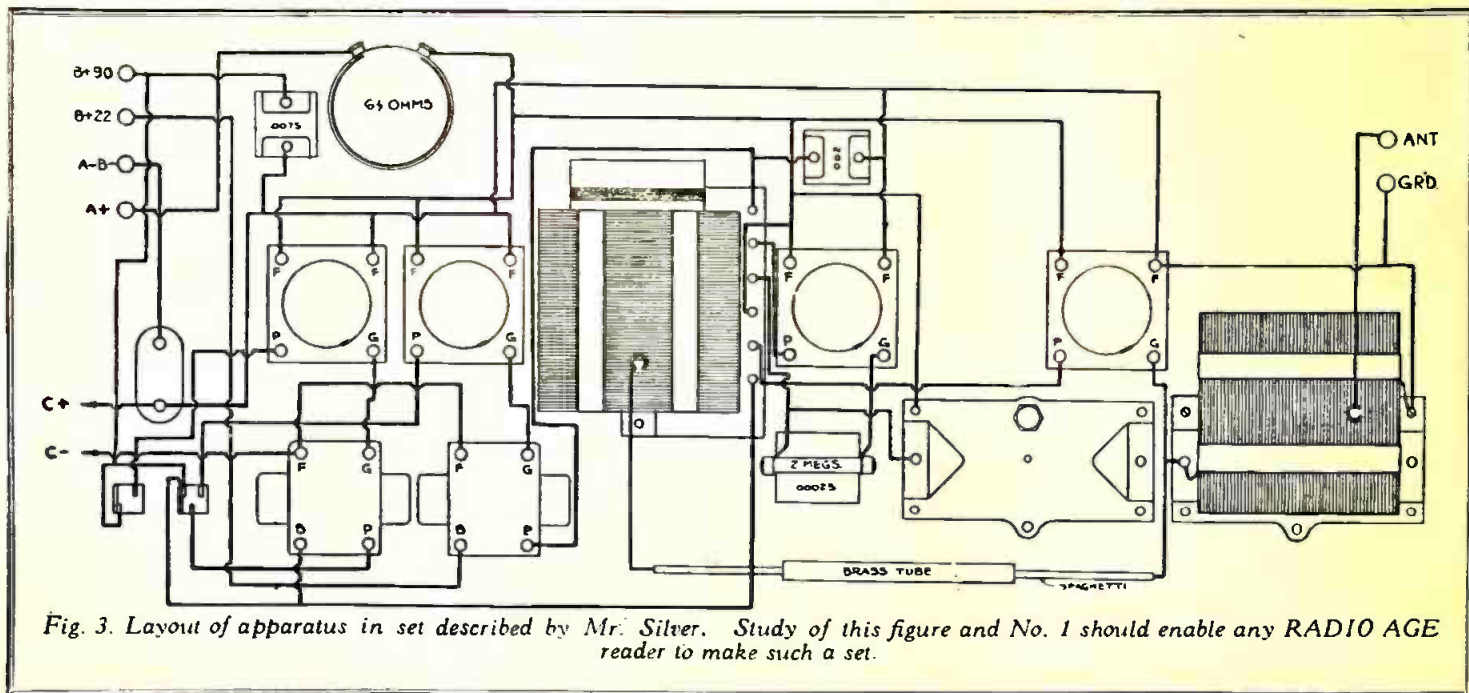 B+90
B+22
A-B-
A+
C+
C-
.0075
6½ OHMS
.002
ANT
GR'D.
F F
P G
F F
P G
F F
P G
F F
P G
F G
B P
F G
B P
2 MEGS.
.00025
BRASS TUBE
SPAGHETTI
Fig. 3. Layout of apparatus in set described by Mr. Silver. Study of this figure and No. 1 should enable any RADIO AGE
reader to make such a set.